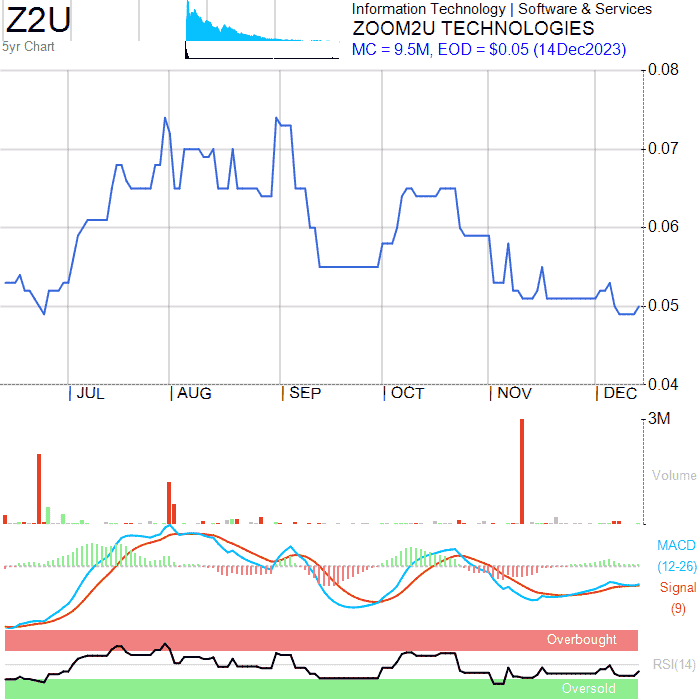 Z2U
5yr Chart
Information Technology | Software & Services
ZOOM2U TECHNOLOGIES
MC = 9.5M, EOD = $0.05 (14Dec2023)
0.08
0.07
0.06
0.05
0.04
| JUL | AUG | SEP | OCT | NOV | DEC
3M
Volume
MACD
(12-26)
Signal
(9)
Overbought
RSI(14)
Oversold